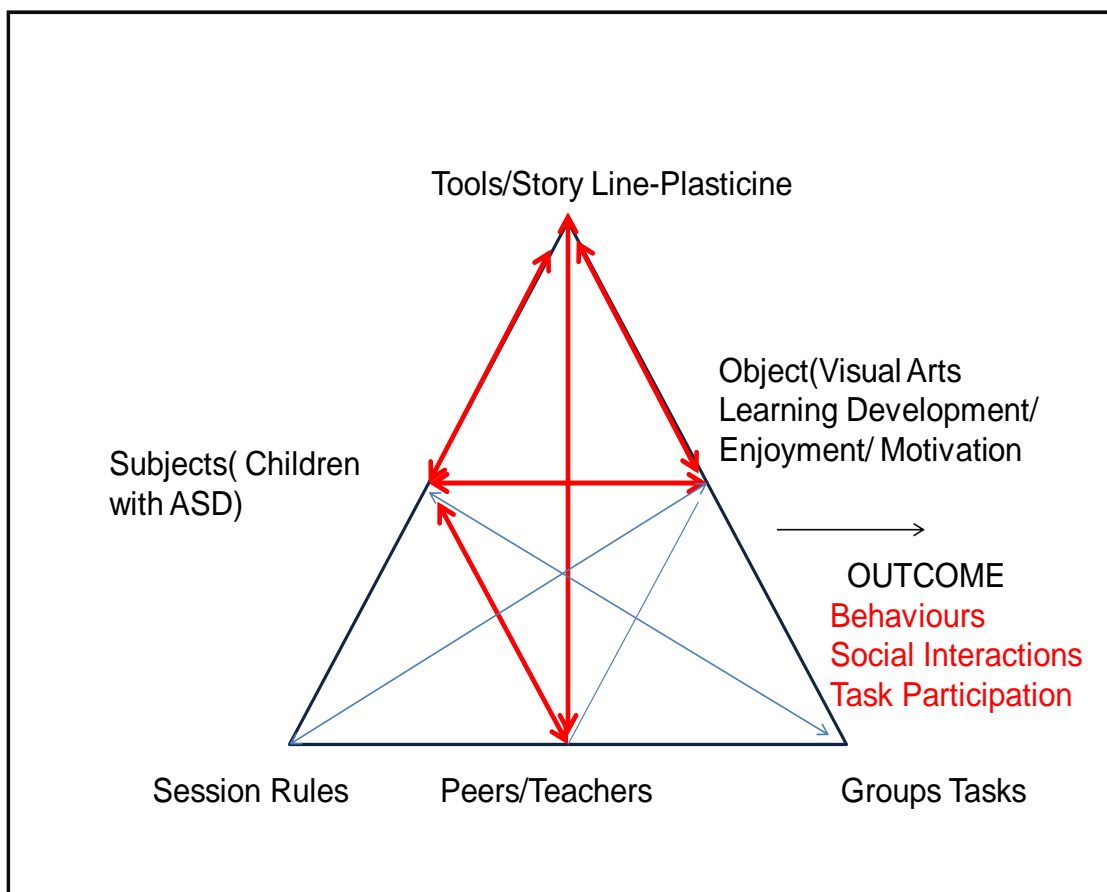 Tools/Story Line-Plasticine
Object(Visual Arts
Learning Development/
Enjoyment/ Motivation
Subjects( Children
with ASD)
OUTCOME
Behaviours
Social Interactions
Task Participation
Session Rules
Peers/Teachers
Groups Tasks